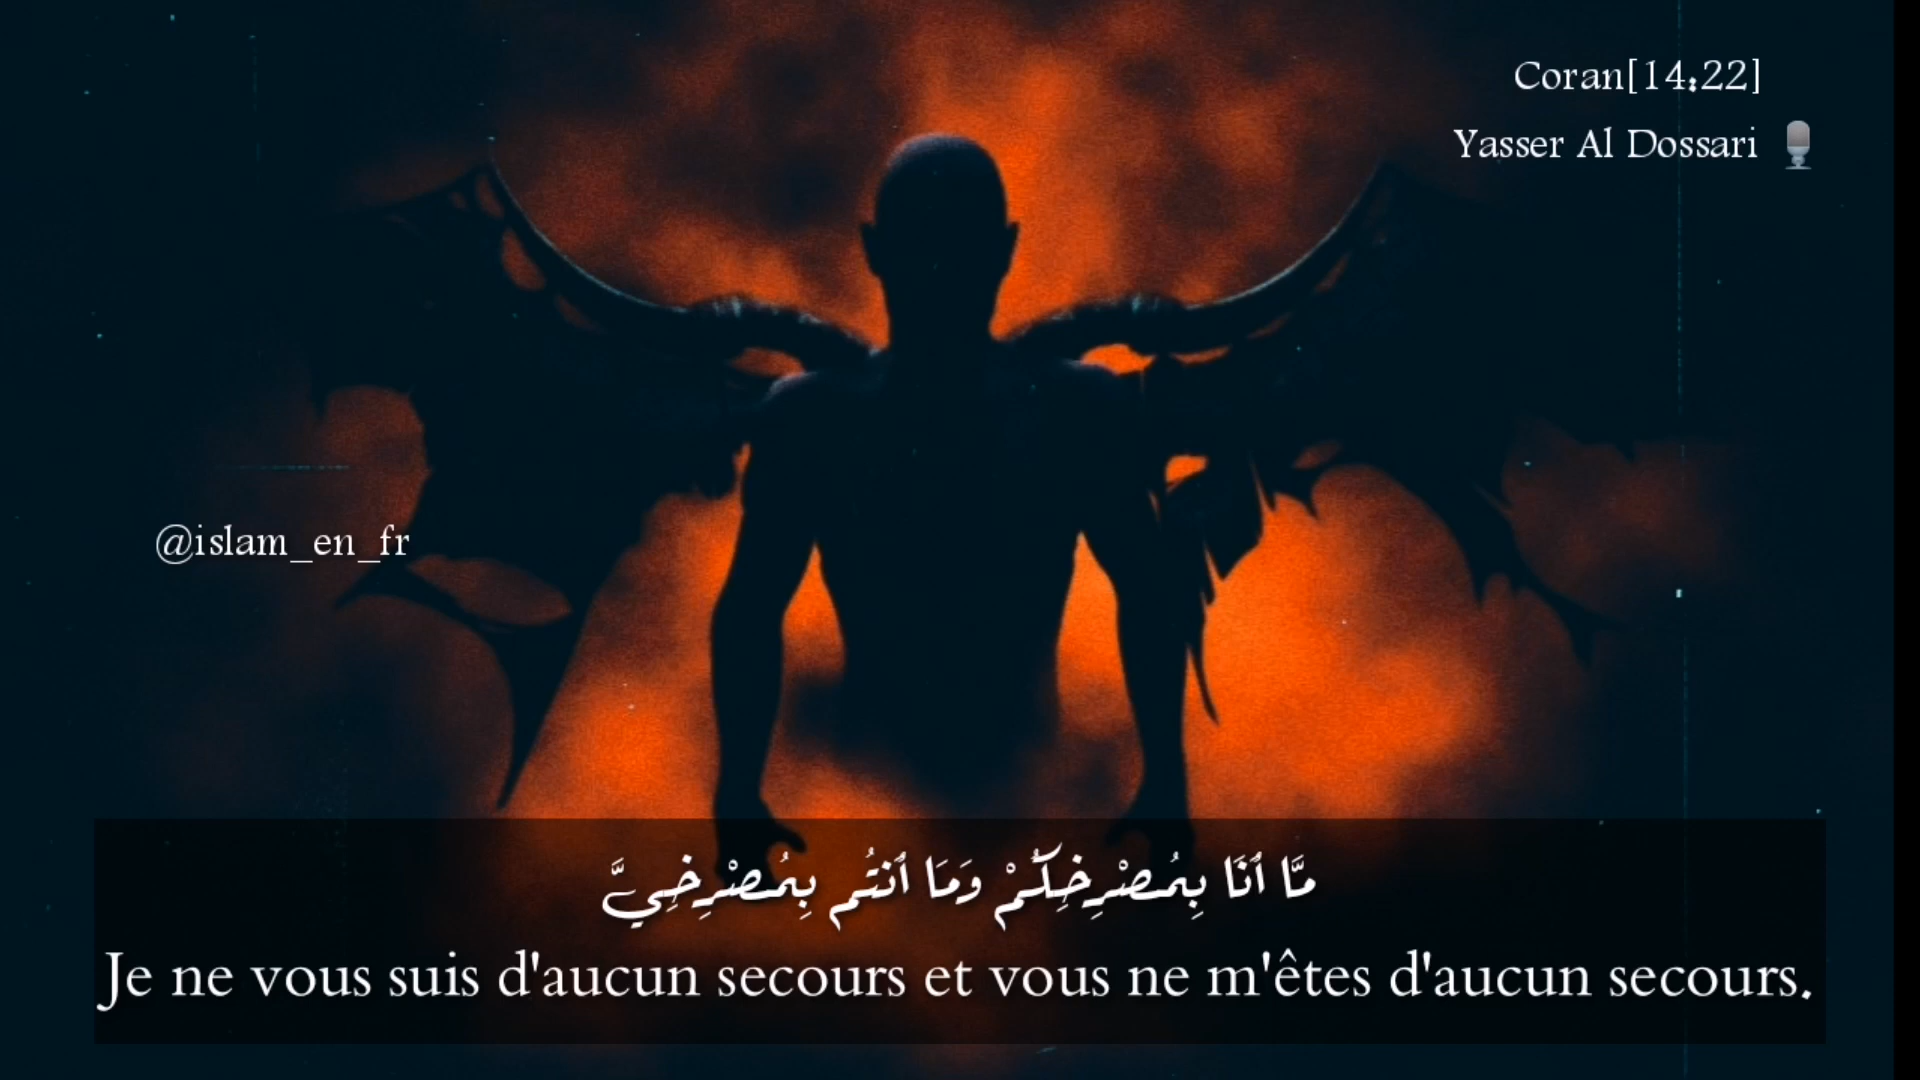 Coran[14:22]
Yasser Al Dossari
@islam_en_fr
مَّا أَنَا بِمُصْرِخِكُمْ وَمَا أَنتُم بِمُصْرِخِيَّ
Je ne vous suis d'aucun secours et vous ne m'êtes d'aucun secours.